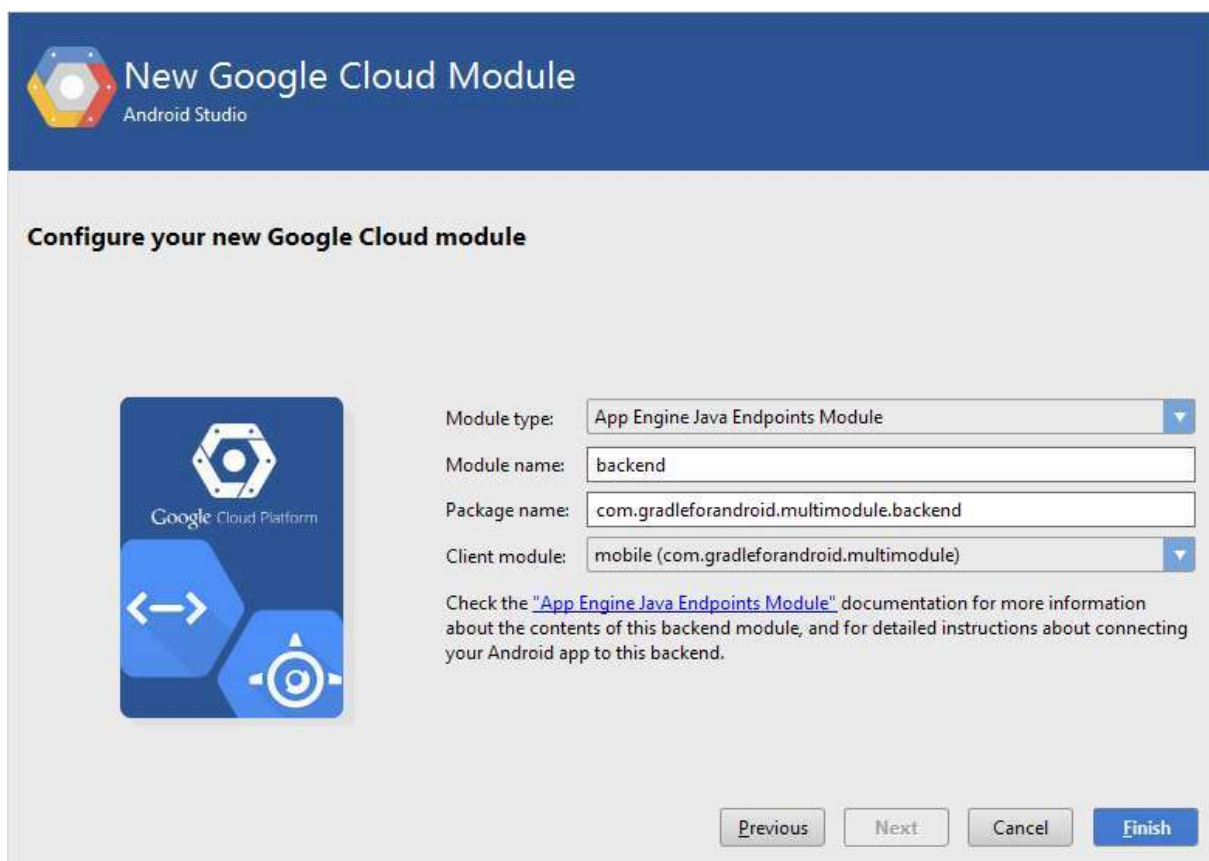 New Google Cloud Module
Android Studio
Configure your new Google Cloud module
Google Cloud Platform
Module type: App Engine Java Endpoints Module
Module name: backend
Package name: com.gradleforandroid.multimodule.backend
Client module: mobile (com.gradleforandroid.multimodule)
Check the "App Engine Java Endpoints Module" documentation for more information
about the contents of this backend module, and for detailed instructions about connecting
your Android app to this backend.
Previous Next Cancel Finish